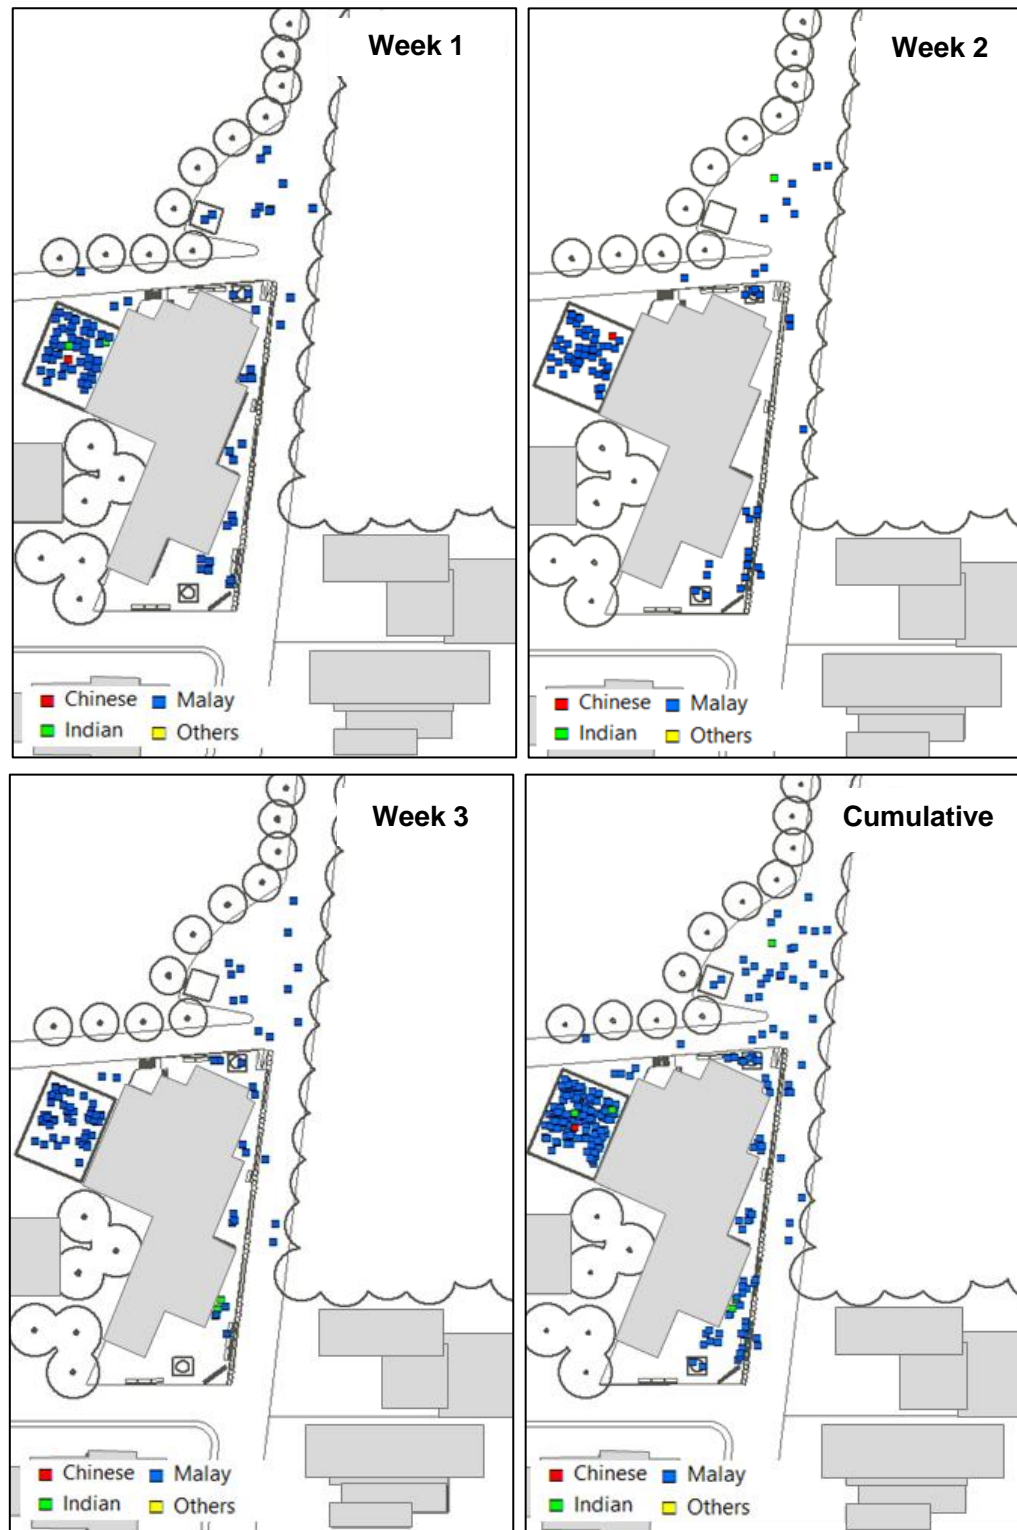 Week 1
Chinese Malay
Indian Others
Week 2
Chinese Malay
Indian Others
Week 3
Chinese Malay
Indian Others
Cumulative
Chinese Malay
Indian Others